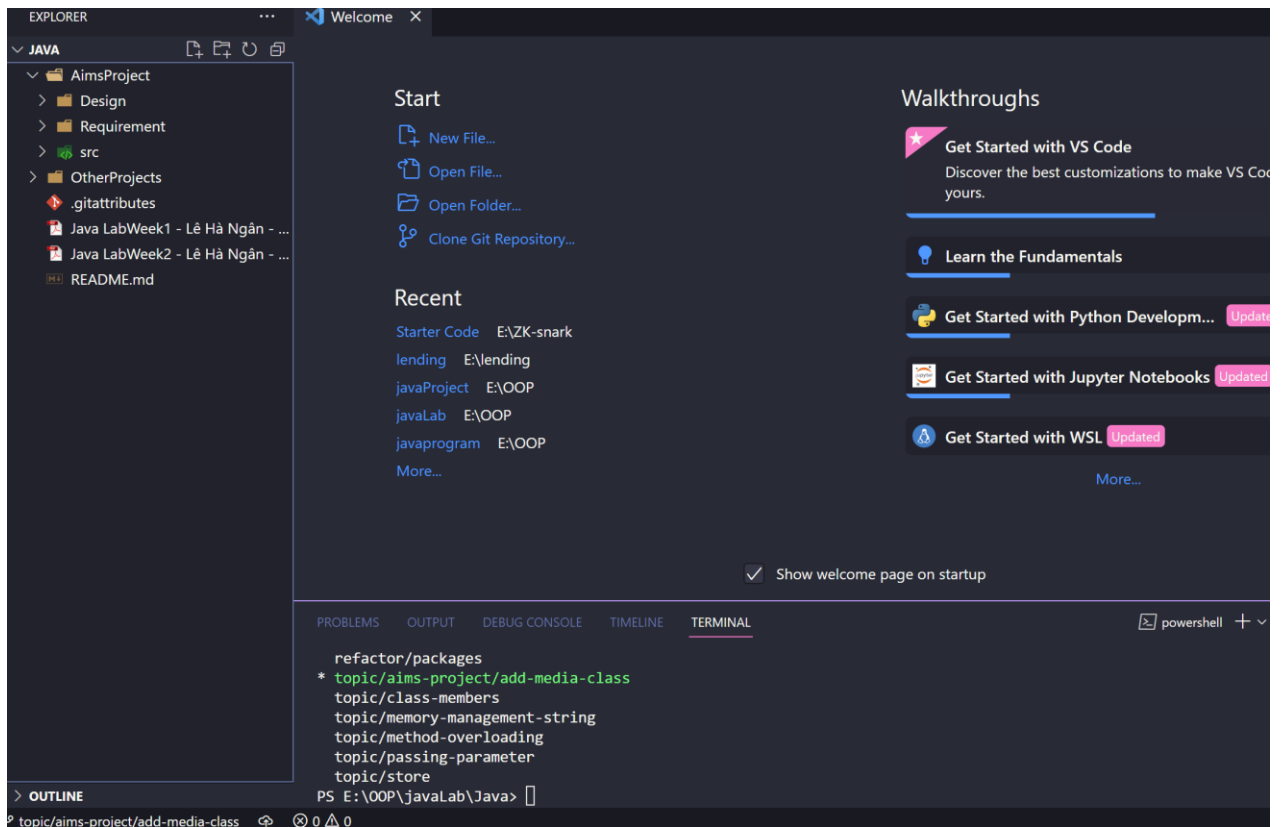 EXPLORER
JAVA
AimsProject
Design
Requirement
src
OtherProjects
.gitattributes
Java LabWeek1 - Lê Hà Ngân - ...
Java LabWeek2 - Lê Hà Ngân - ...
README.md
OUTLINE
Welcome
Start
New File...
Open File...
Open Folder...
Clone Git Repository...
Recent
Starter Code E:\ZK-snark
lending E:\lending
javaProject E:\OOP
javaLab E:\OOP
javaprogram E:\OOP
More...
Walkthroughs
Get Started with VS Code
Discover the best customizations to make VS
yours.
Learn the Fundamentals
Get Started with Python Developm...
Get Started with Jupyter Notebooks Updated
Get Started with WSL Updated
More...
Show welcome page on startup
PROBLEMS OUTPUT DEBUG CONSOLE TIMELINE TERMINAL
powershell
refactor/packages
* topic/aims-project/add-media-class
topic/class-members
topic/memory-management-string
topic/method-overloading
topic/passing-parameter
topic/store
PS E:\OOP\javaLab\Java>
topic/aims-project/add-media-class 0 0